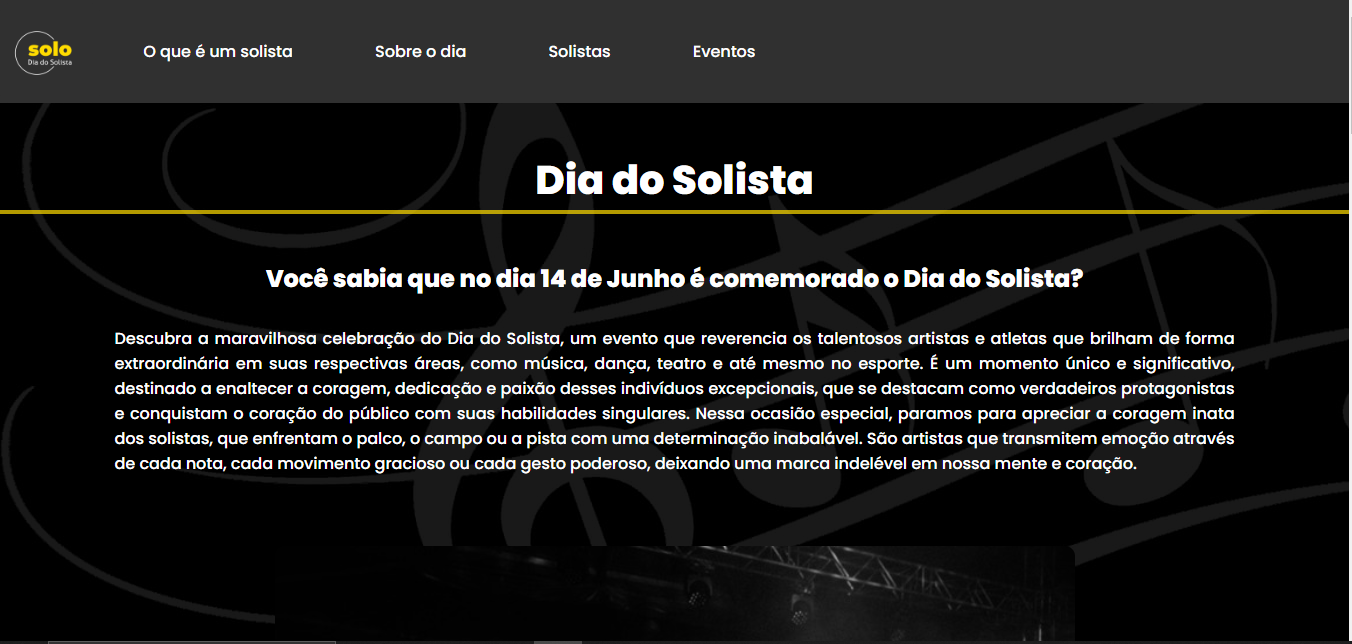 solo
Dia do Solista
O que é um solista
Sobre o dia
Solistas
Eventos
Dia do Solista
Você sabia que no dia 14 de Junho é comemorado o Dia do Solista?
Descubra a maravilhosa celebração do Dia do Solista, um evento que reverencia os talentosos artistas e atletas que brilham de forma
extraordinária em suas respectivas áreas, como música, dança, teatro e até mesmo no esporte. É um momento único e significativo,
destinado a enaltecer a coragem, dedicação e paixão desses indivíduos excepcionais, que se destacam como verdadeiros protagonistas
e conquistam o coração do público com suas habilidades singulares. Nessa ocasião especial, paramos para apreciar a coragem inata
dos solistas, que enfrentam o palco, o campo ou a pista com uma determinação inabalável. São artistas que transmitem emoção através
de cada nota, cada movimento gracioso ou cada gesto poderoso, deixando uma marca indelével em nossa mente e coração.